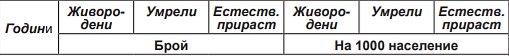 Години
Живоро-
дени
Умрели
Естеств.
прираст
Живоро-
дени
Умрели
Естеств.
прираст
Брой
На 1000 население